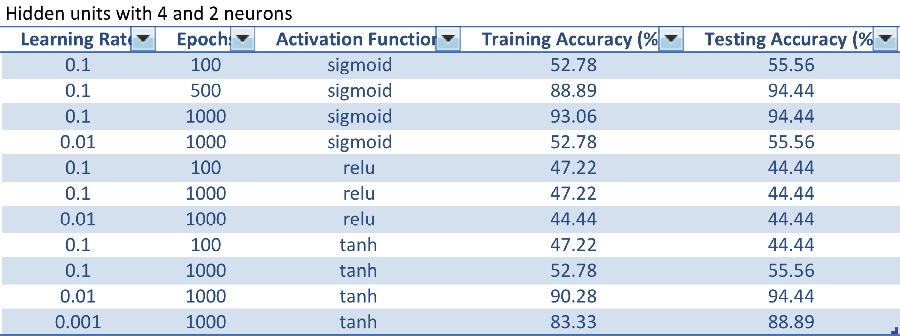 Hidden units with 4 and 2 neurons
Learning Rat Epoch Activation Function Training Accuracy (% Testing Accuracy (%
0.1 100 sigmoid 52.78 55.56
0.1 500 sigmoid 88.89 94.44
0.1 1000 sigmoid 93.06 94.44
0.01 1000 sigmoid 52.78 55.56
0.1 100 relu 47.22 44.44
0.1 1000 relu 47.22 44.44
0.01 1000 relu 44.44 44.44
0.1 100 tanh 47.22 44.44
0.1 1000 tanh 52.78 55.56
0.01 1000 tanh 90.28 94.44
0.001 1000 tanh 83.33 88.89